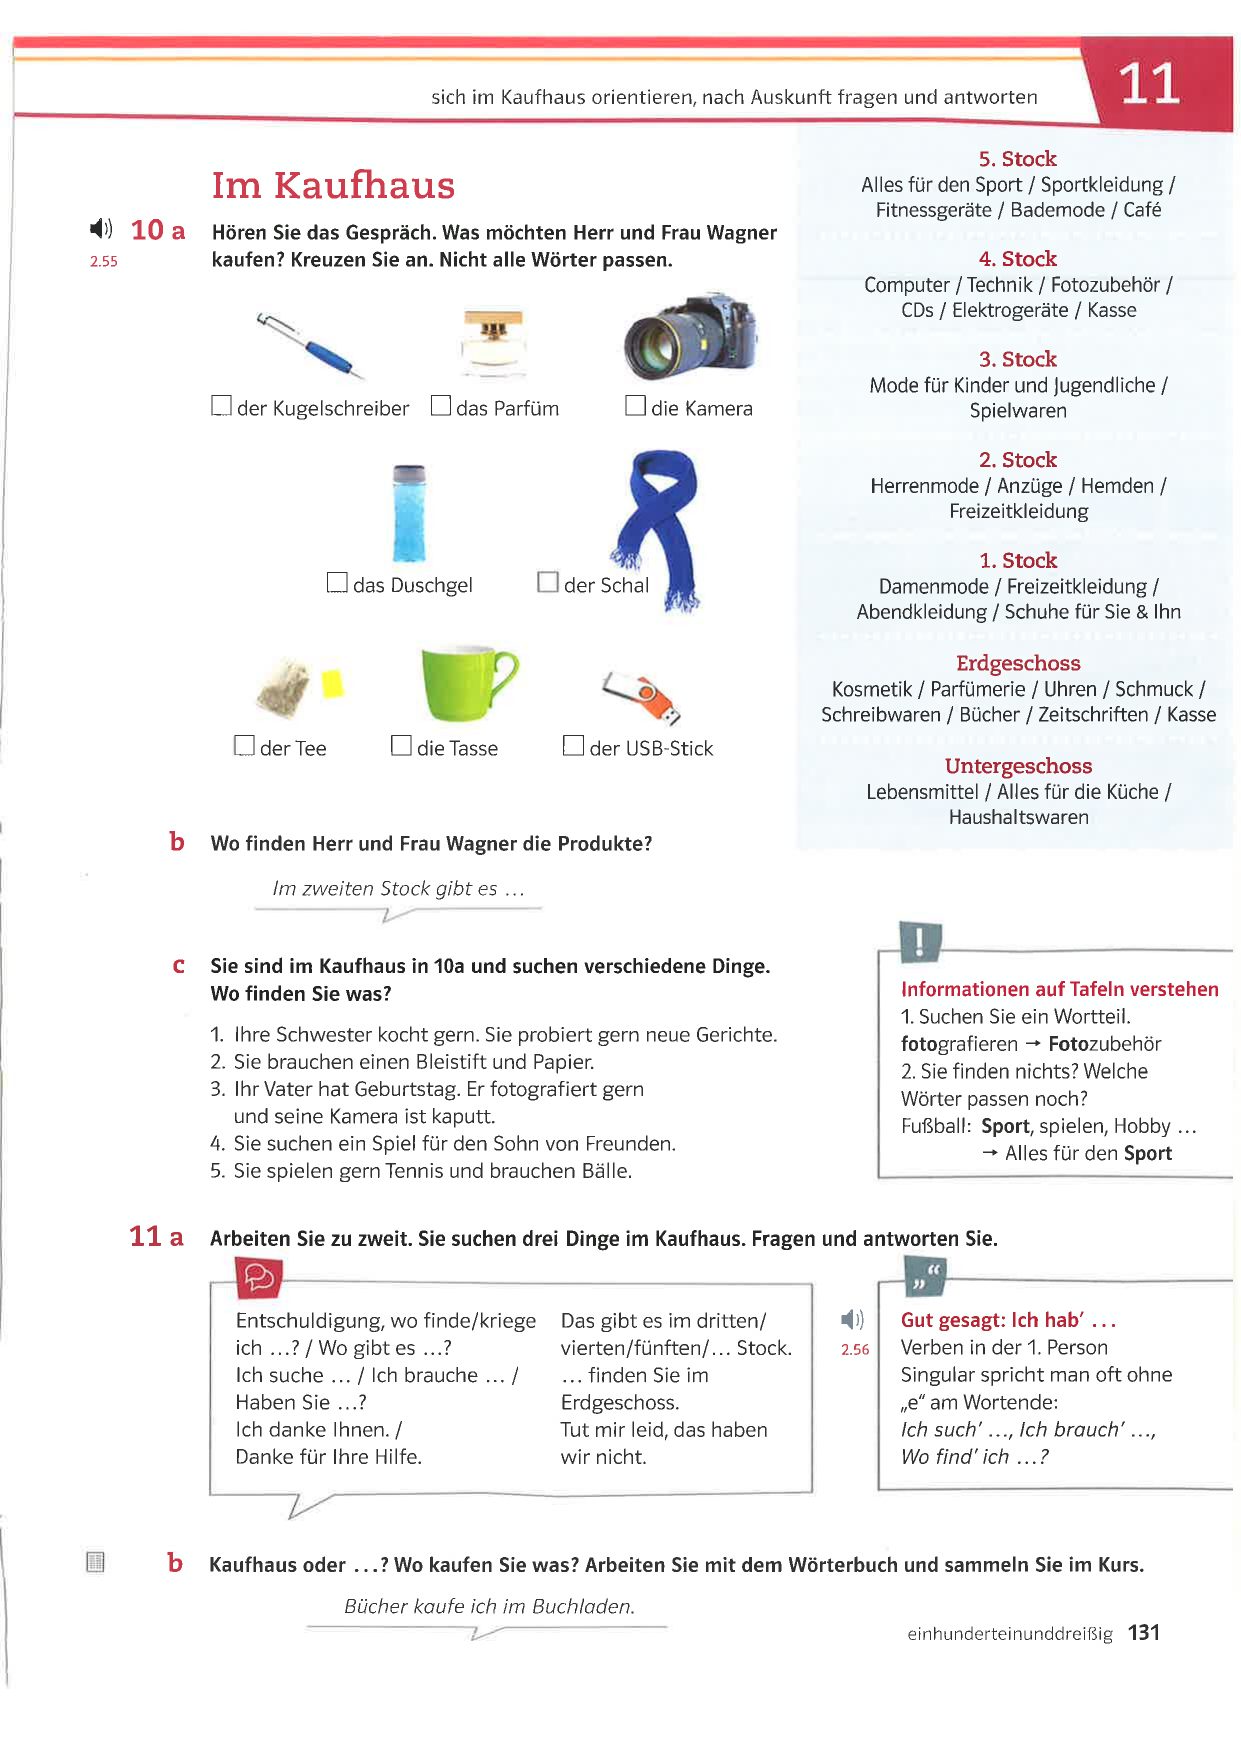 sich im Kaufhaus orientieren, nach Auskunft fragen und antworten
11
Im Kaufhaus
2.55
10 a
Hören Sie das Gespräch. Was möchten Herr und Frau Wagner
kaufen? Kreuzen Sie an. Nicht alle Wörter passen.
der Kugelschreiber
das Parfüm
die Kamera
das Duschgel
der Schal
der Tee
die Tasse
der USB-Stick
5. Stock
Alles für den Sport / Sportkleidung /
Fitnessgeräte / Bademode / Café
4. Stock
Computer / Technik / Fotozubehör /
CDs / Elektrogeräte / Kasse
3. Stock
Mode für Kinder und Jugendliche /
Spielwaren
2. Stock
Herrenmode / Anzüge / Hemden /
Freizeitkleidung
1. Stock
Damenmode / Freizeitkleidung /
Abendkleidung / Schuhe für Sie & Ihn
Erdgeschoss
Kosmetik / Parfümerie / Uhren / Schmuck /
Schreibwaren / Bücher / Zeitschriften / Kasse
Untergeschoss
Lebensmittel / Alles für die Küche /
Haushaltswaren
b
Wo finden Herr und Frau Wagner die Produkte?
Im zweiten Stock gibt es ...
c
Sie sind im Kaufhaus in 10a und suchen verschiedene Dinge.
Wo finden Sie was?
1. Ihre Schwester kocht gern. Sie probiert gern neue Gerichte.
2. Sie brauchen einen Bleistift und Papier.
3. Ihr Vater hat Geburtstag. Er fotografiert gern
und seine Kamera ist kaputt.
4. Sie suchen ein Spiel für den Sohn von Freunden.
5. Sie spielen gern Tennis und brauchen Bälle.
!
Informationen auf Tafeln verstehen
1. Suchen Sie ein Wortteil.
fotografieren → Fotozubehör
2. Sie finden nichts? Welche
Wörter passen noch?
Fußball: Sport, spielen, Hobby ...
→ Alles für den Sport
11 a
Arbeiten Sie zu zweit. Sie suchen drei Dinge im Kaufhaus. Fragen und antworten Sie.
Entschuldigung, wo finde/kriege
ich ...? / Wo gibt es ...?
Ich suche ... / Ich brauche ... /
Haben Sie ...?
Ich danke Ihnen. /
Danke für Ihre Hilfe.
Das gibt es im dritten/
vierten/fünften/... Stock.
... finden Sie im
Erdgeschoss.
Tut mir leid, das haben
wir nicht.
2.56
„“
Gut gesagt: Ich hab' ...
Verben in der 1. Person
Singular spricht man oft ohne
„e“ am Wortende:
Ich such' ..., Ich brauch' ...,
Wo find' ich ...?
b
Kaufhaus oder ...? Wo kaufen Sie was? Arbeiten Sie mit dem Wörterbuch und sammeln Sie im Kurs.
Bücher kaufe ich im Buchladen.
einhunderteinunddreißig 131